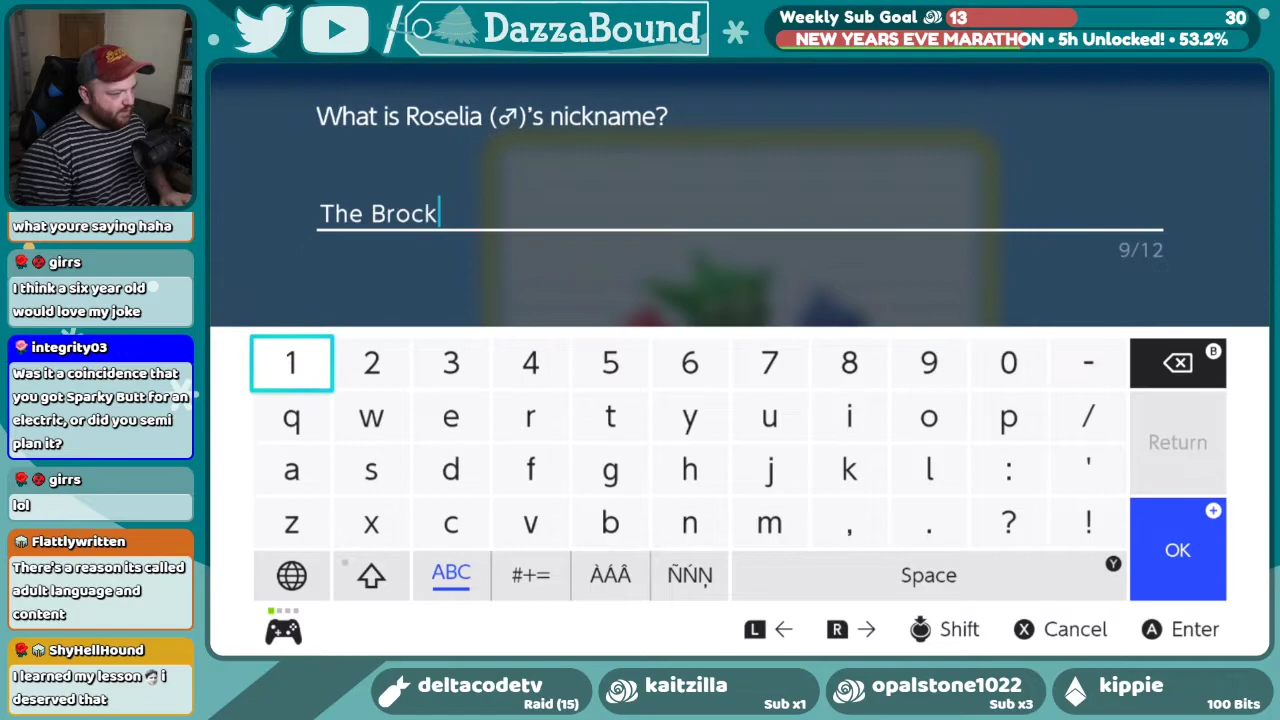 DazzaBound
Weekly Sub Goal 13 30
NEW YEARS EVE MARATHON • 5h Unlocked! • 53.2%
What is Roselia (♂)'s nickname?
The Brock
9/12
what youre saying haha
girrs
I think a six year old
would love my joke
integrity03
Was it a coincidence that
you got Sparky Butt for an
electric, or did you semi
plan it?
girrs
lol
Flattlywritten
There's a reason its called
adult language and
content
ShyHellHound
I learned my lesson i
deserved that
1 2 3 4 5 6 7 8 9 0 - B
q w e r t y u i o p / Return
a s d f g h j k l : '
z x c v b n m , . ? ! + OK
ABC #+= ÀÁÂ ÑŃŅ Space Y
L ← R → Shift X Cancel A Enter
deltacodetv
Raid (15)
kaitzilla
Sub x1
opalstone1022
Sub x3
kippie
100 Bits